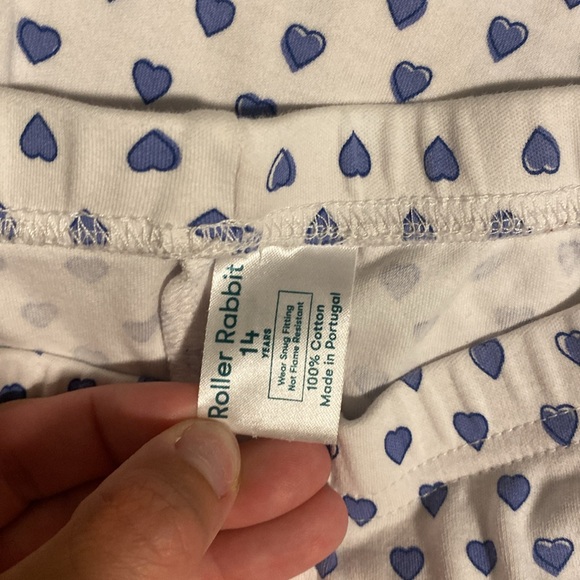 Roller Rabbit
14
YEARS
Wear Snug Fitting
Not Flame Resistant
100% Cotton
Made in Portugal